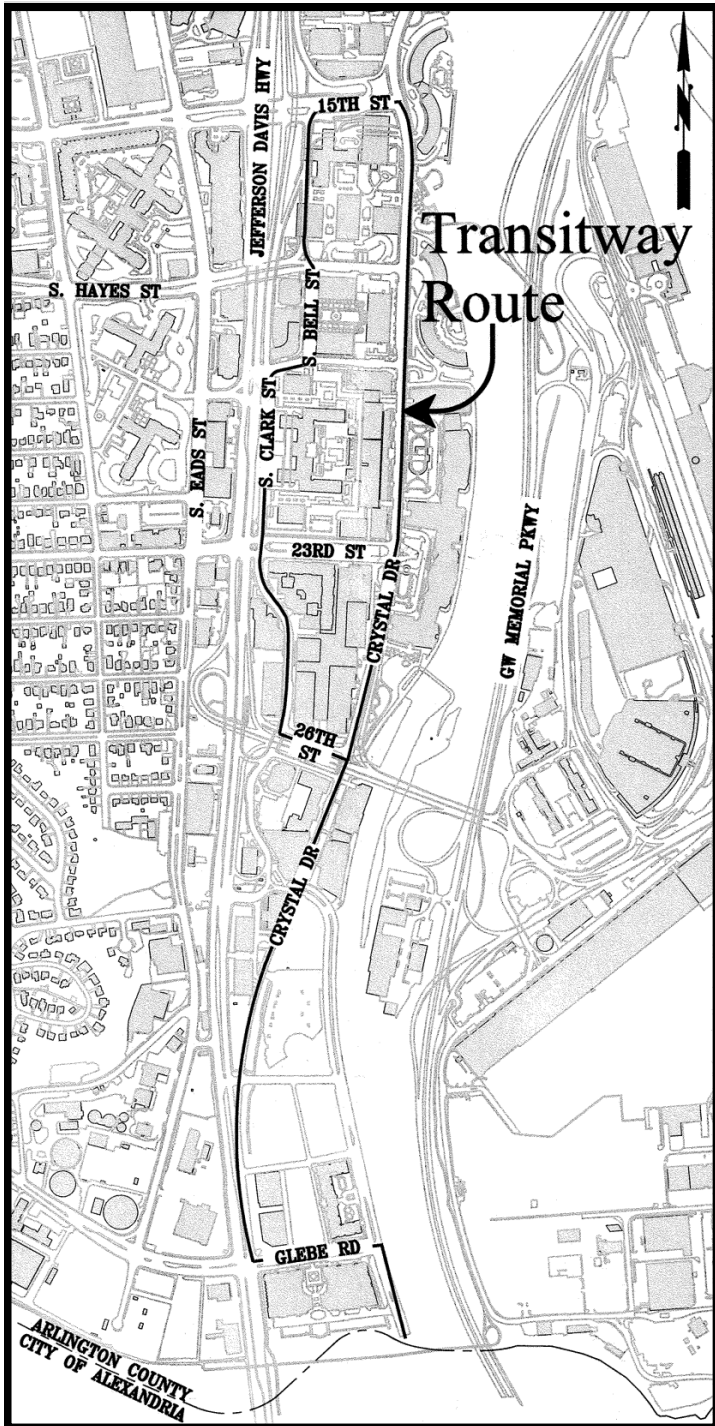 15TH ST
JEFFERSON DAVIS HWY
N
Transitway
Route
S. HAYES ST
S. BELL ST
S. CLARK ST
S. EADS ST
23RD ST
CRYSTAL DR
GW MEMORIAL PKWY
26TH
ST
CRYSTAL DR
GLEBE RD
ARLINGTON COUNTY
CITY OF ALEXANDRIA